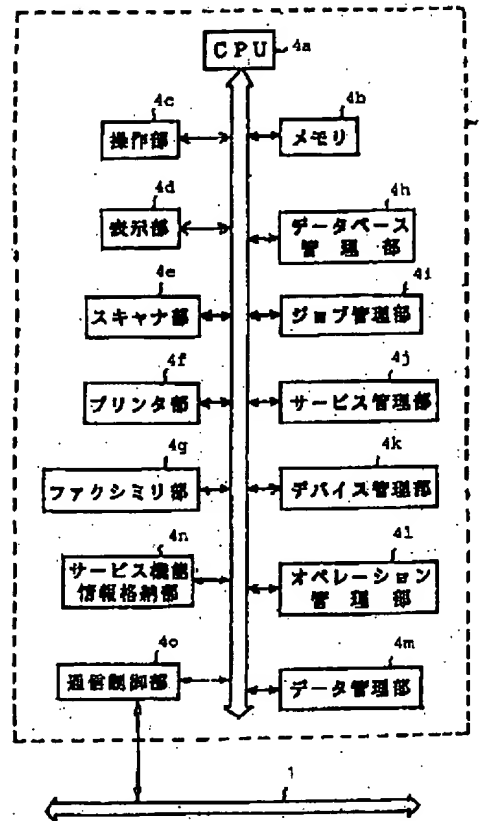 CPU
4a
4c
操作部
4b
メモリ
4d
表示部
4h
データベース
管理部
4e
スキャナ部
4i
ジョブ管理部
4f
プリンタ部
4j
サービス管理部
4g
ファクシミリ部
4k
デバイス管理部
4n
サービス機能
情報格納部
4l
オペレーション
管理部
4o
通信制御部
4m
データ管理部
1